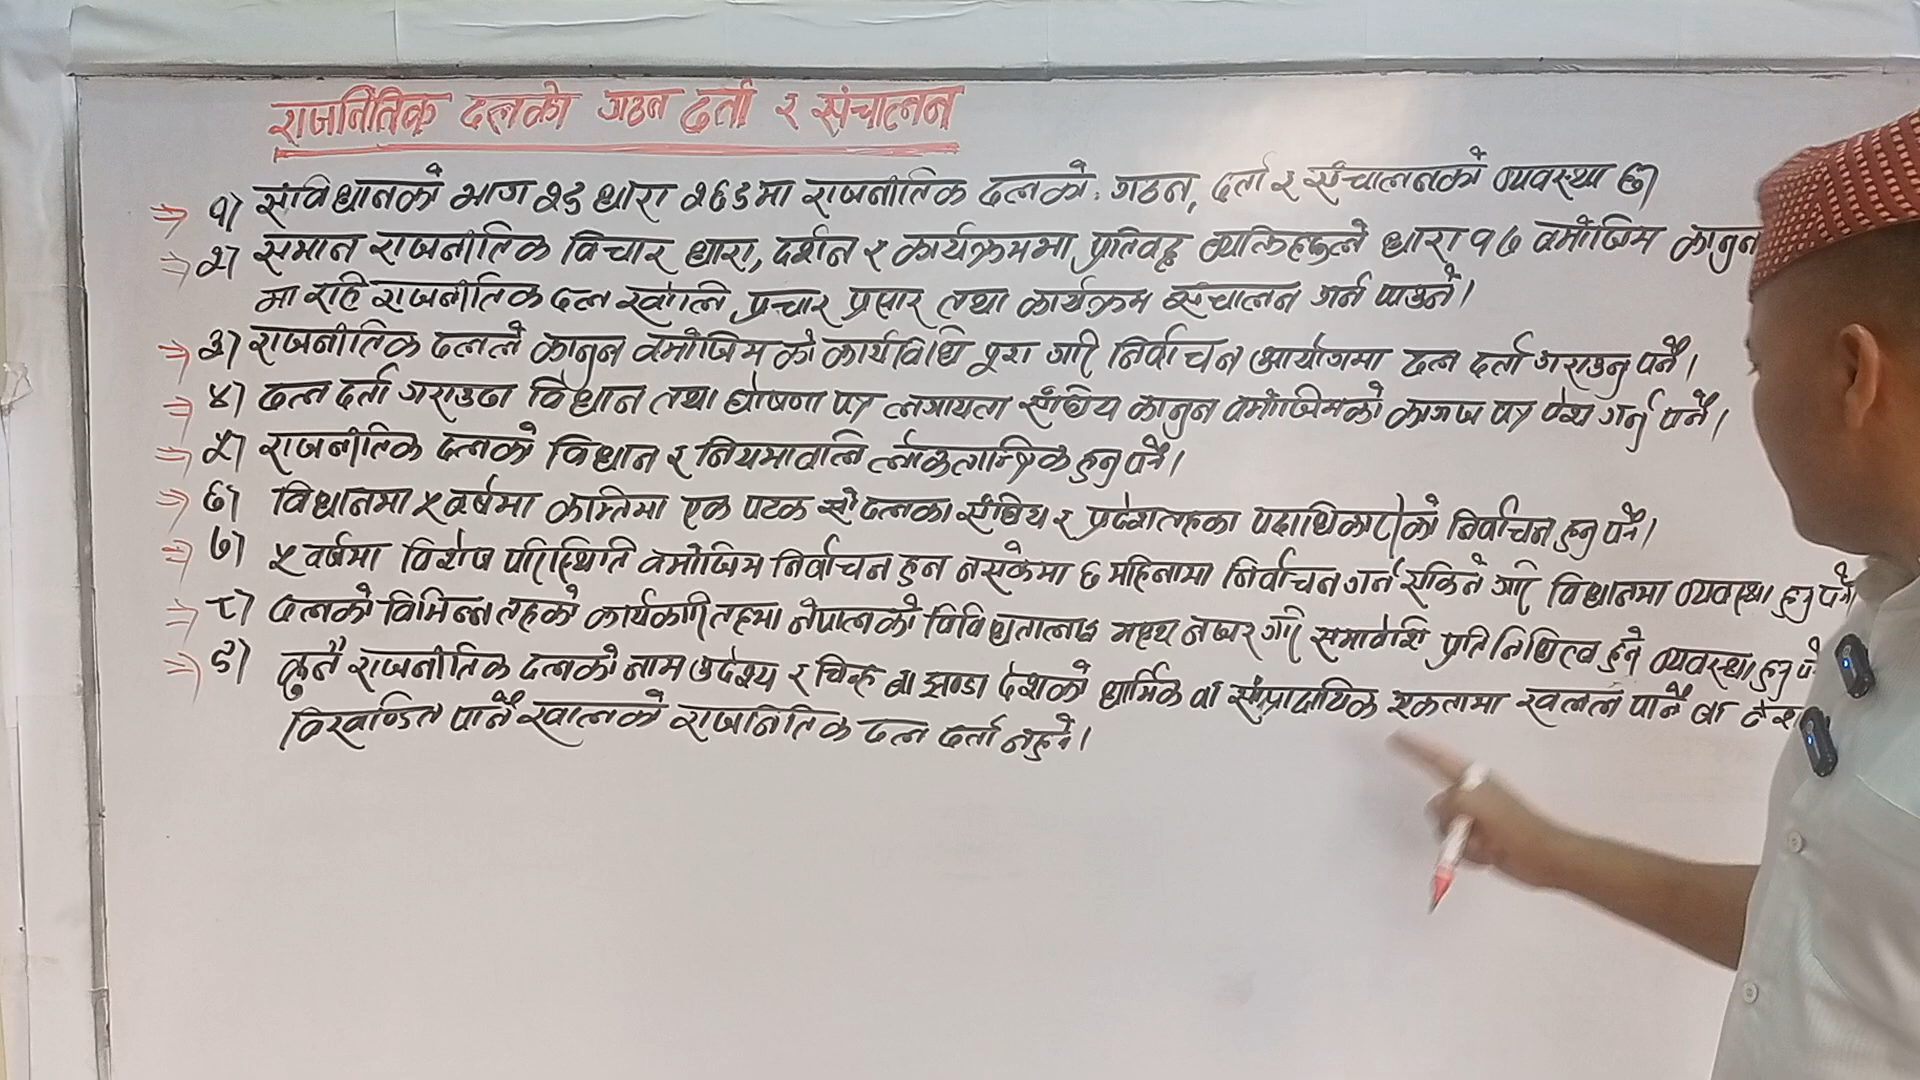 राजनितिक दलको गठन दर्ता र संचालन
१) संविधानको भाग २९ धारा २६९ मा राजनीतिक दलको गठन, दर्ता र संचालनको व्यवस्था छ।
२) समान राजनीतिक विचार धारा, दर्शन र कार्यक्रममा प्रतिवद्ध व्यक्तिहरुले धारा १७ वमोजिम कानुन
मा रहि राजनीतिक दल खोल्ने, प्रचार प्रसार तथा कार्यक्रम संचालन गर्न पाउने।
३) राजनीतिक दलले कानुन वमोजिम को कार्यविधि पूरा गरी निर्वाचन आयोगमा दल दर्ता गराउनु पर्ने।
४) दल दर्ता गराउदा विधान तथा घोषणा पत्र लगायता संघिय कानुन वमोजिमको कागज पत्र पेश गर्नु पर्ने।
५) राजनीतिक दलको विधान र नियमावलि लोकतान्त्रिक हुनु पर्ने।
६) विधानमा ५ वर्षमा कम्तिमा एक पटक सो दलका संघिय र प्रदेशतहका पदाधिकारीको निर्वाचन हुनु पर्ने।
७) ५ वर्षमा विशेष परिस्थिति वमोजिम निर्वाचन हुन नसकेमा ६ महिनामा निर्वाचन गर्न सकिने गरि विधानमा व्यवस्था हुनु पर्ने
८) दलको विभिन्न तहको कार्यकारी तहमा नेपालको विविधतालाइ मध्य नजर गरी समावेशि प्रतिनिधित्व हुने व्यवस्था हुनु पर्ने
९) कुनै राजनीतिक दलको नाम उदेश्य र चिन्ह वा झण्डा देशको धार्मिक वा सांप्रादायिक एकतामा खलल पार्ने वा देश
विखण्डित पार्ने खालको राजनितिक दल दर्ता नहुने।